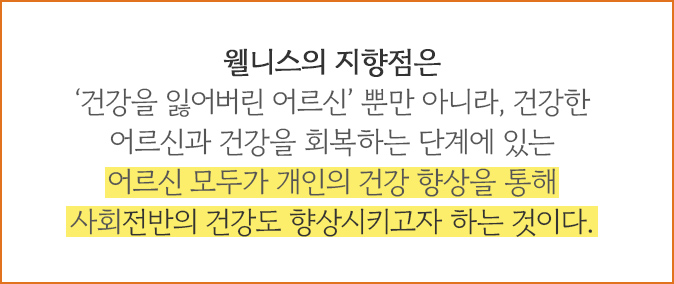 웰니스의 지향점은
‘건강을 잃어버린 어르신’ 뿐만 아니라, 건강한
어르신과 건강을 회복하는 단계에 있는
어르신 모두가 개인의 건강 향상을 통해
사회전반의 건강도 향상시키고자 하는 것이다.